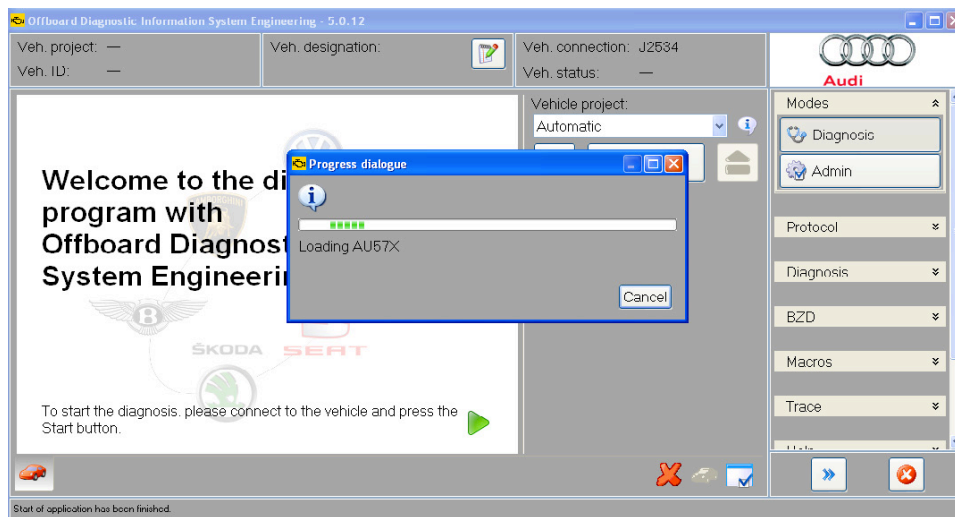 Offboard Diagnostic Information System Engineering - 5.0.12
Veh. project: —
Veh. ID: —
Veh. designation:
Veh. connection: J2534
Veh. status: —
Audi
Welcome to the di
program with
Offboard Diagnost
System Engineeri
ŠKODA SEAT
To start the diagnosis. please connect to the vehicle and press the
Start button.
Vehicle project:
Automatic
Progress dialogue
Loading AU57X
Cancel
Modes
Diagnosis
Admin
Protocol
Diagnosis
BZD
Macros
Trace
Start of application has been finished.